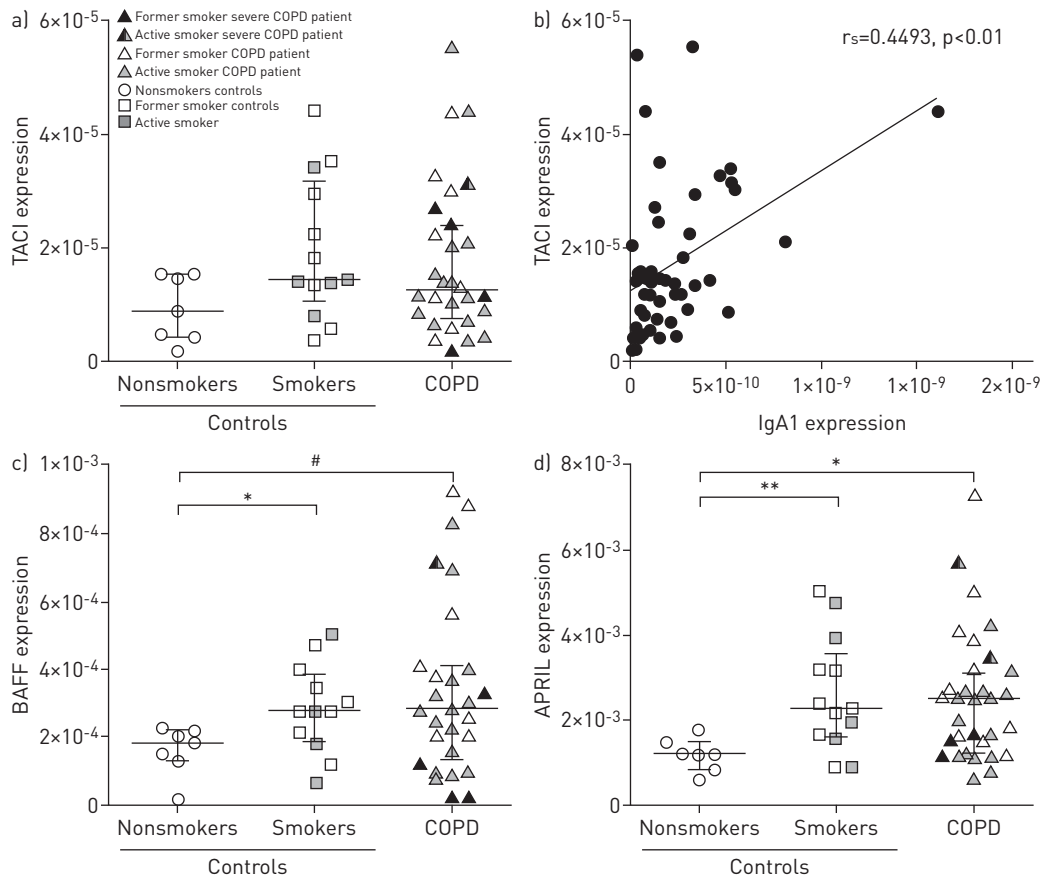 a)
6×10-5
4×10-5
2×10-5
0
TACI expression
Former smoker severe COPD patient
Active smoker severe COPD patient
Former smoker COPD patient
Active smoker COPD patient
Nonsmokers controls
Former smoker controls
Active smoker
Nonsmokers
Smokers
COPD
Controls
b)
6×10-5
4×10-5
2×10-5
0
TACI expression
rs=0.4493, p<0.01
0
5×10-10
1×10-9
1×10-9
2×10-9
IgA1 expression
c)
1×10-3
8×10-4
6×10-4
4×10-4
2×10-4
0
BAFF expression
#
*
Nonsmokers
Smokers
COPD
Controls
d)
8×10-3
6×10-3
4×10-3
2×10-3
0
APRIL expression
*
**
Nonsmokers
Smokers
COPD
Controls